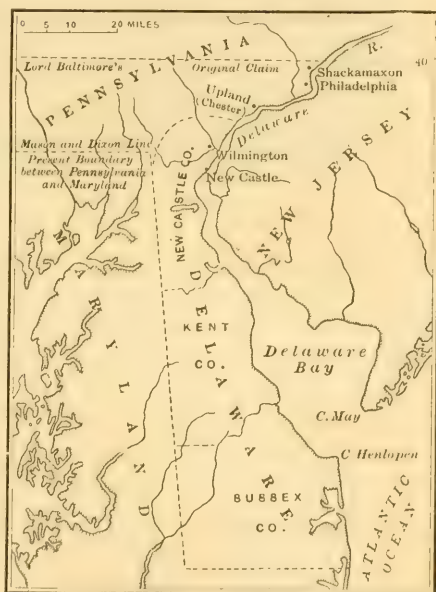 0 5 10 20 MILES
PENNSYLVANIA
R.
Lord Baltimore's Original Claim
40
Shackamaxon
Philadelphia
Upland
(Chester)
Delaware
Mason and Dixon Line
Present Boundary
between Pennsylvania
and Maryland
Wilmington
New Castle
NEW CASTLE CO.
NEW JERSEY
MARYLAND
DELAWARE
KENT
CO.
Delaware
Bay
C. May
C Henlopen
SUSSEX
CO.
ATLANTIC
OCEAN